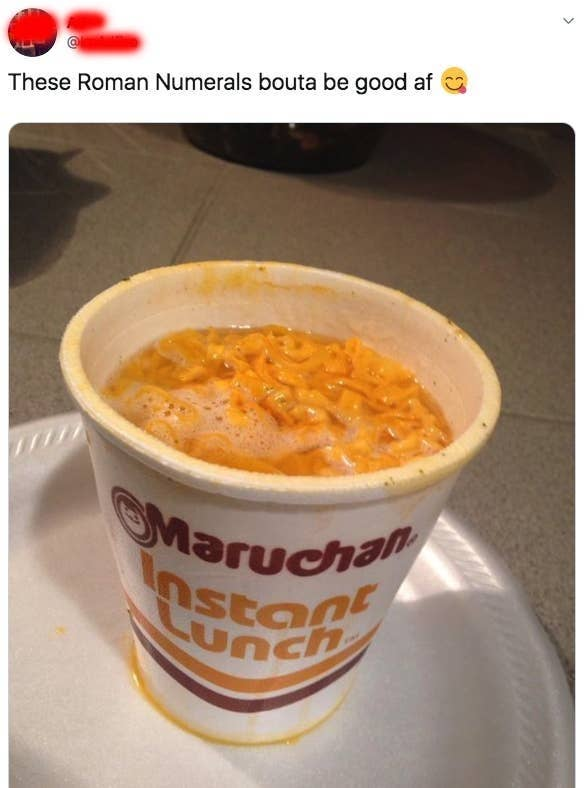 @
These Roman Numerals bouta be good af 😋
Maruchan
Instant
Lunch